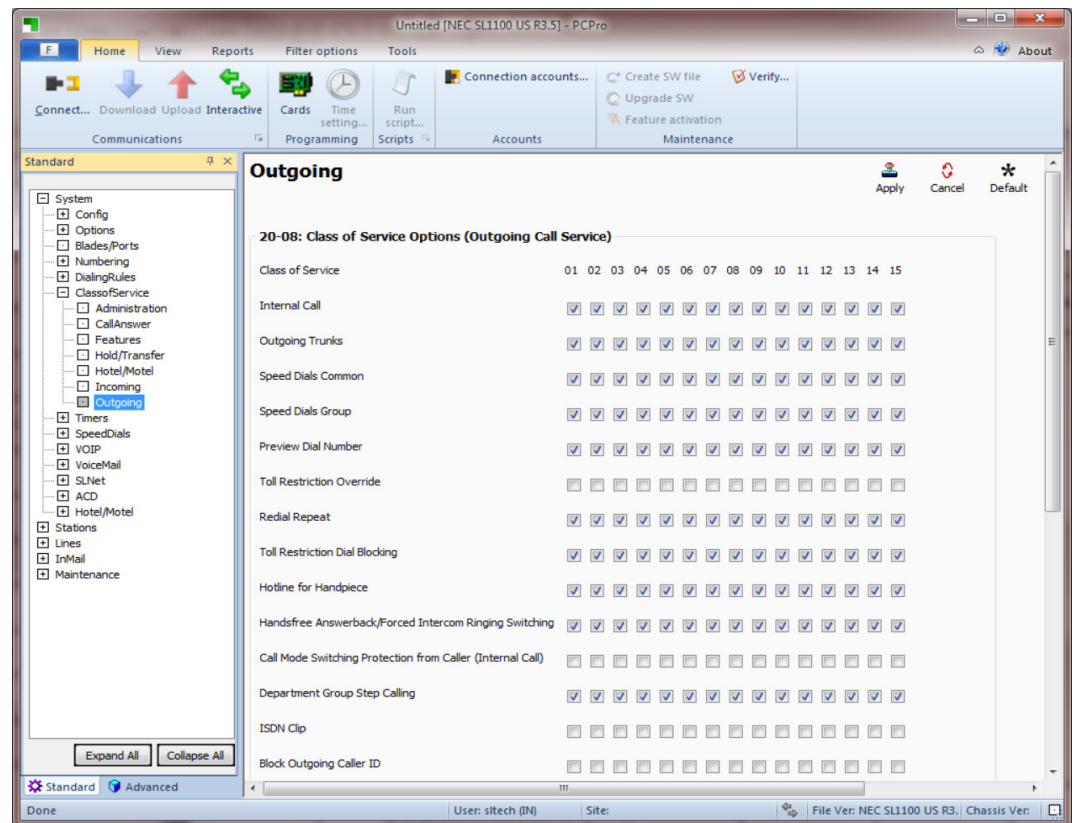 Untitled [NEC SL1100 US R3.5] - PCPro
F Home View Reports Filter options Tools About
Connect... Download Upload Interactive
Communications
Cards Time setting...
Programming
Run script...
Scripts
Connection accounts...
Accounts
Create SW file Verify...
Upgrade SW
Feature activation
Maintenance
Standard
System
Config
Options
Blades/Ports
Numbering
DialingRules
ClassofService
Administration
CallAnswer
Features
Hold/Transfer
Hotel/Motel
Incoming
Outgoing
Timers
SpeedDials
VOIP
VoiceMail
SLNet
ACD
Hotel/Motel
Stations
Lines
InMail
Maintenance
Expand All Collapse All
Standard Advanced
Outgoing
Apply Cancel Default
20-08: Class of Service Options (Outgoing Call Service)
Class of Service 01 02 03 04 05 06 07 08 09 10 11 12 13 14 15
Internal Call
Outgoing Trunks
Speed Dials Common
Speed Dials Group
Preview Dial Number
Toll Restriction Override
Redial Repeat
Toll Restriction Dial Blocking
Hotline for Handpiece
Handsfree Answerback/Forced Intercom Ringing Switching
Call Mode Switching Protection from Caller (Internal Call)
Department Group Step Calling
ISDN Clip
Block Outgoing Caller ID
Done User: sltech (IN) Site: File Ver: NEC SL1100 US R3. Chassis Ver: